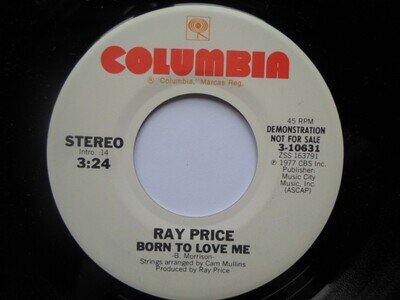 COLUMBIA
® "Columbia," Marcas Reg.
STEREO
Intro. :14
3:24
45 RPM
DEMONSTRATION
NOT FOR SALE
3-10631
ZSS 163791
℗ 1977 CBS Inc.
Publisher:
Music City
Music, Inc.
(ASCAP)
RAY PRICE
BORN TO LOVE ME
-B. Morrison-
Strings arranged by Cam Mullins
Produced by Ray Price